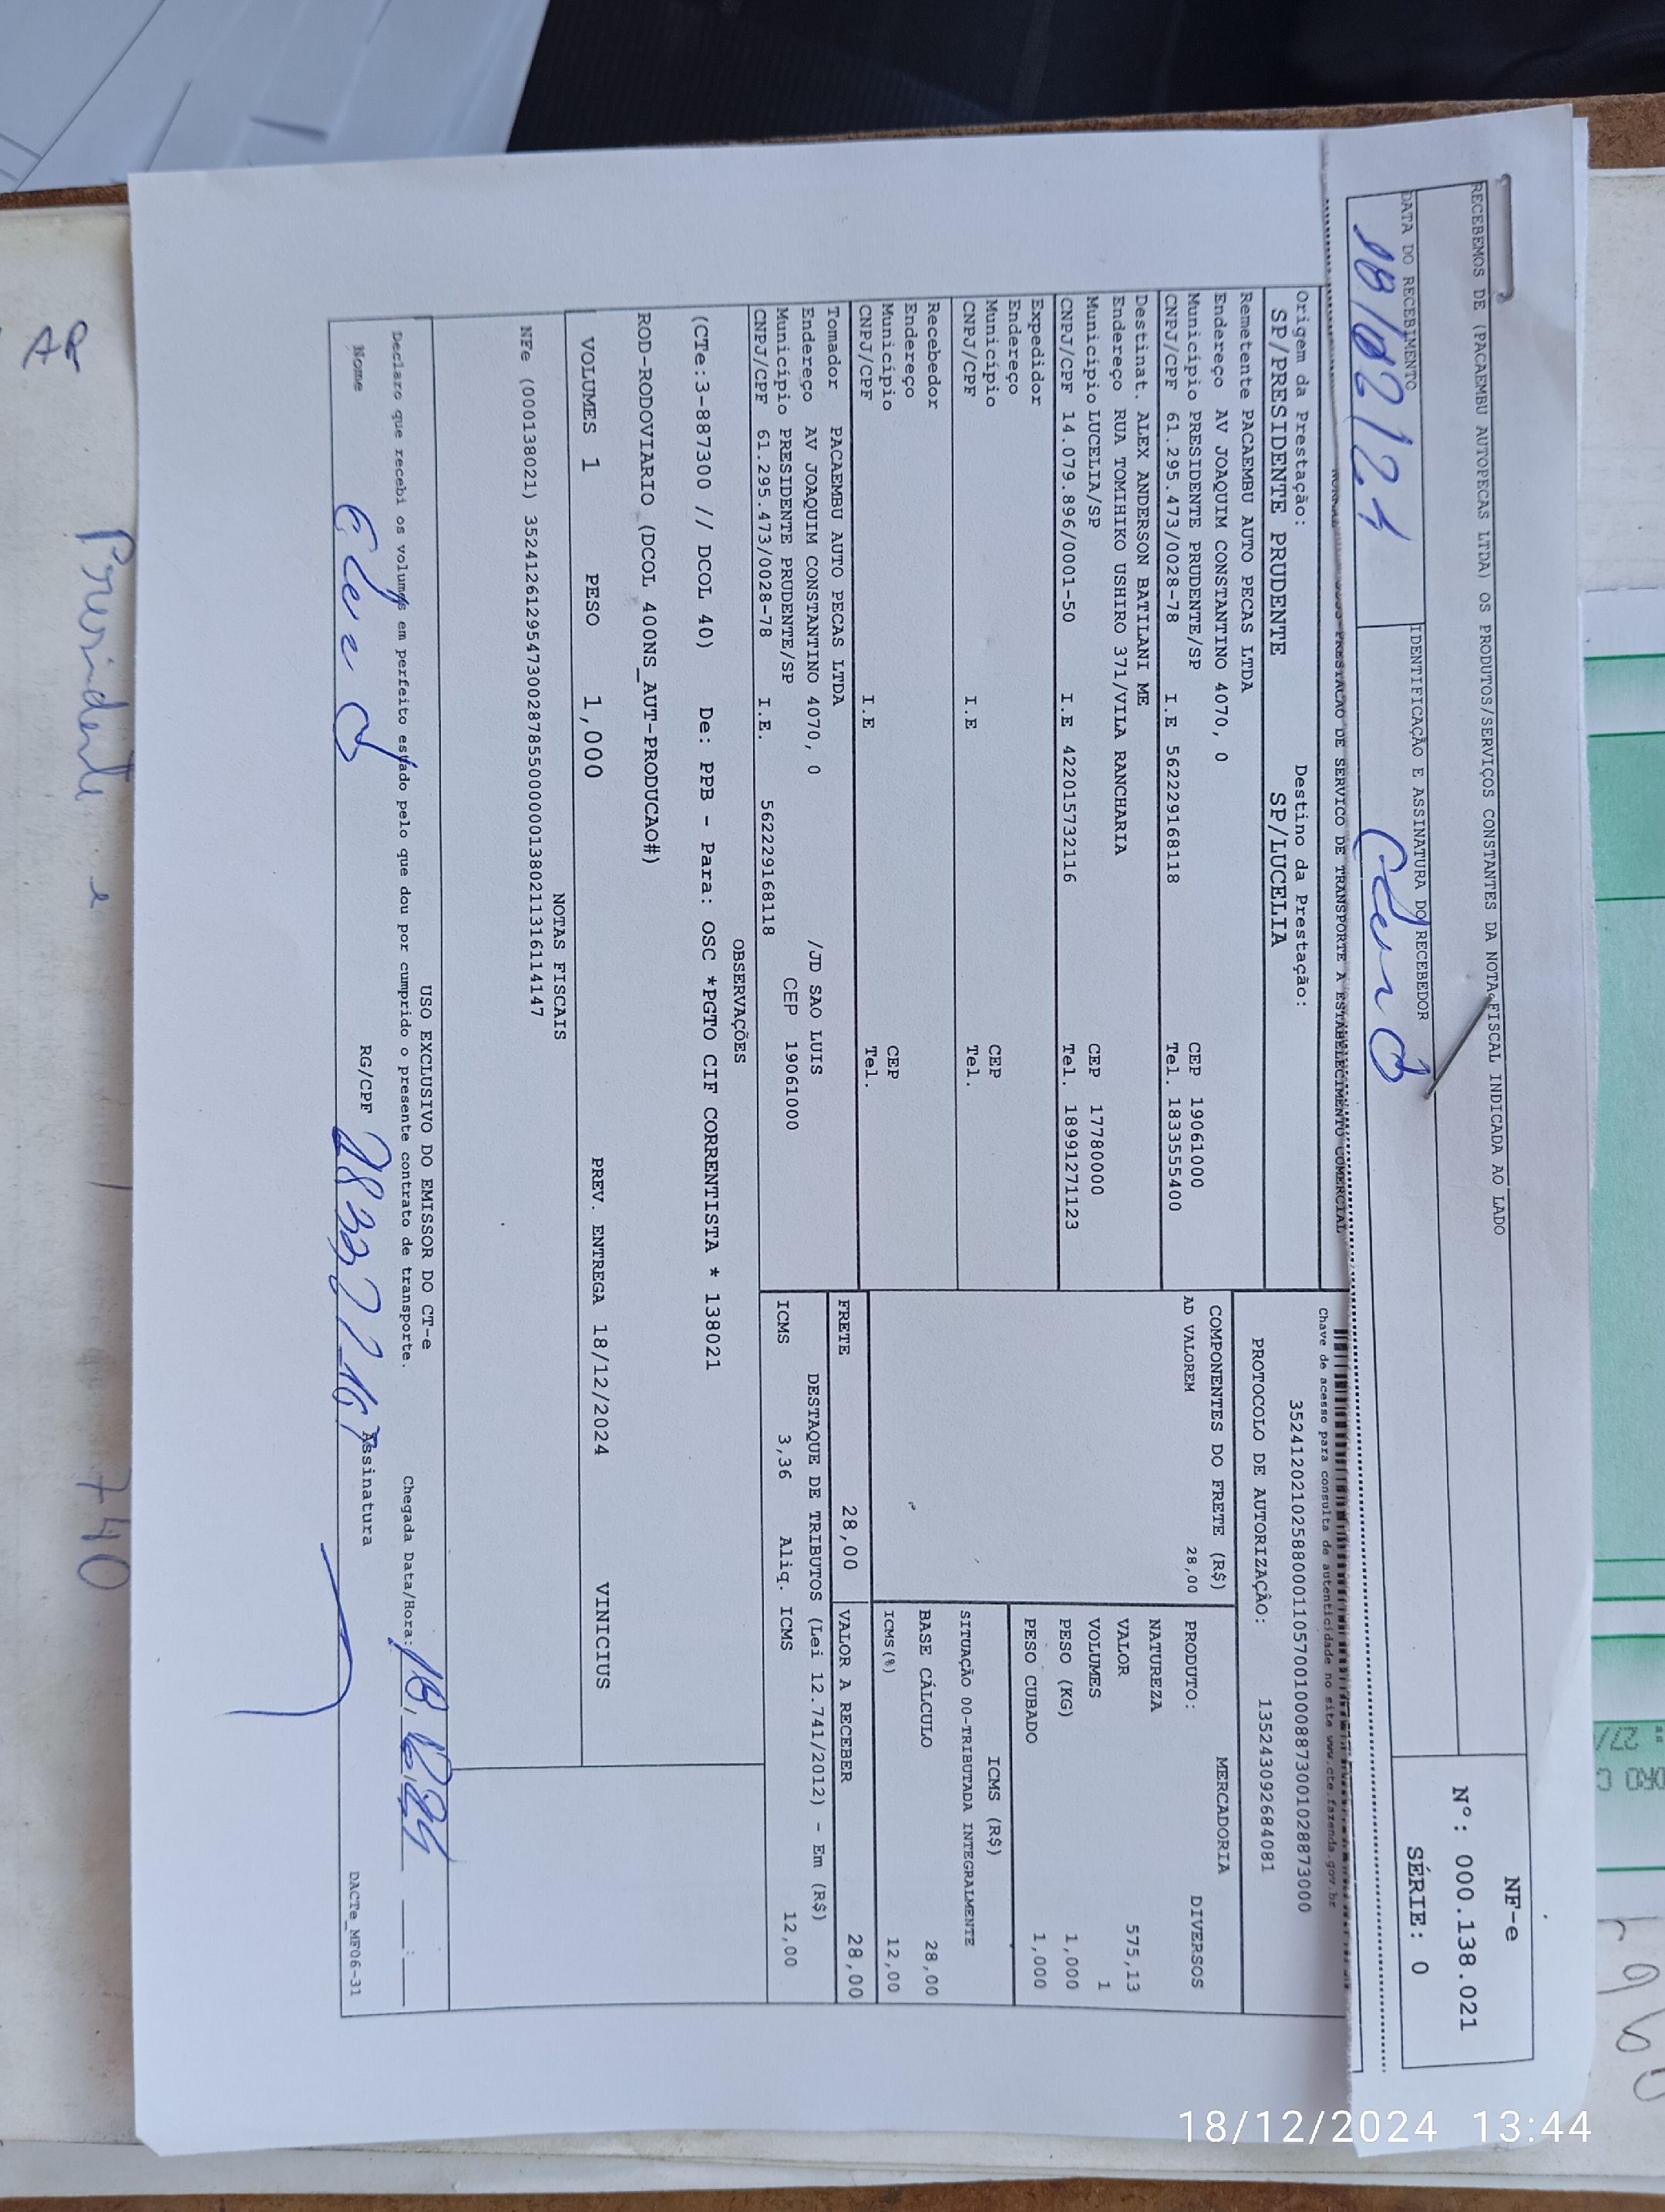 RECEBEMOS DE (PACAEMBU AUTOPECAS LTDA) OS PRODUTOS/SERVIÇOS CONSTANTES DA NOTA FISCAL INDICADA AO LADO
NF-e
Nº: 000.138.021
SÉRIE: 0
DATA DO RECEBIMENTO
IDENTIFICAÇÃO E ASSINATURA DO RECEBEDOR
18/12/24
PRESTACAO DE SERVICO DE TRANSPORTE A ESTABELECIMENTO COMERCIAL
Chave de acesso para consulta de autenticidade no site www.cte.fazenda.gov.br
35241202102588000110570010008873001028873000
Origem da Prestação:
Destino da Prestação:
SP/PRESIDENTE PRUDENTE
SP/LUCELIA
PROTOCOLO DE AUTORIZAÇÃO: 135243092684081
Remetente PACAEMBU AUTO PECAS LTDA
Endereço AV JOAQUIM CONSTANTINO 4070, 0
Município PRESIDENTE PRUDENTE/SP CEP 19061000
CNPJ/CPF 61.295.473/0028-78 I.E 562229168118 Tel. 1833555400
Destinat. ALEX ANDERSON BATILANI ME
Endereço RUA TOMIHIKO USHIRO 371/VILA RANCHARIA
Município LUCELIA/SP CEP 17780000
CNPJ/CPF 14.079.896/0001-50 I.E 422015732116 Tel. 18991271123
Expedidor
Endereço
Município CEP
CNPJ/CPF I.E Tel.
Recebedor
Endereço
Município CEP
CNPJ/CPF I.E Tel.
Tomador PACAEMBU AUTO PECAS LTDA
Endereço AV JOAQUIM CONSTANTINO 4070, 0 /JD SAO LUIS
Município PRESIDENTE PRUDENTE/SP CEP 19061000
CNPJ/CPF 61.295.473/0028-78 I.E. 562229168118
COMPONENTES DO FRETE (R$)
AD VALOREM 28,00
MERCADORIA
PRODUTO: DIVERSOS
NATUREZA
VALOR 575,13
VOLUMES 1
PESO (KG) 1,000
PESO CUBADO 1,000
ICMS (R$)
SITUAÇÃO 00-TRIBUTADA INTEGRALMENTE
BASE CÁLCULO 28,00
ICMS(%) 12,00
FRETE 28,00
VALOR A RECEBER 28,00
DESTAQUE DE TRIBUTOS (Lei 12.741/2012) - Em (R$)
ICMS 3,36 Aliq. ICMS 12,00
OBSERVAÇÕES
(CTe:3-887300 // DCOL 40) De: PPB - Para: OSC *PGTO CIF CORRENTISTA * 138021
ROD-RODOVIARIO (DCOL 400NS_AUT-PRODUCAO#)
VOLUMES 1 PESO 1,000 PREV. ENTREGA 18/12/2024 VINICIUS
NOTAS FISCAIS
NFe (000138021) 35241261295473002878550000001380211316114147
USO EXCLUSIVO DO EMISSOR DO CT-e
Declaro que recebi os volumes em perfeito estado pelo que dou por cumprido o presente contrato de transporte.
Chegada Data/Hora: 18,12,24
Nome
RG/CPF
Assinatura
DACTe_MF06-31
Presidente
740
18/12/2024 13:44